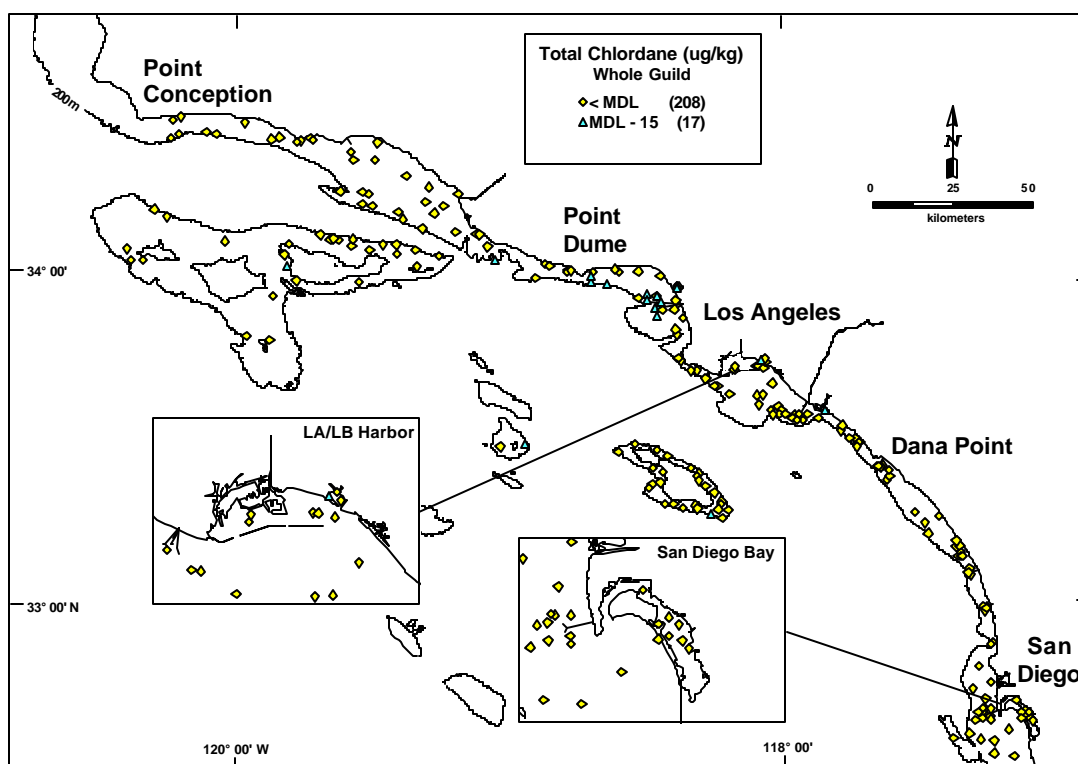 Total Chlordane (ug/kg)
Whole Guild
< MDL (208)
MDL - 15 (17)
Point
Conception
200m
N
0 25 50
kilometers
Point
Dume
34° 00'
Los Angeles
LA/LB Harbor
Dana Point
San Diego Bay
33° 00' N
San
Diego
120° 00' W
118° 00'